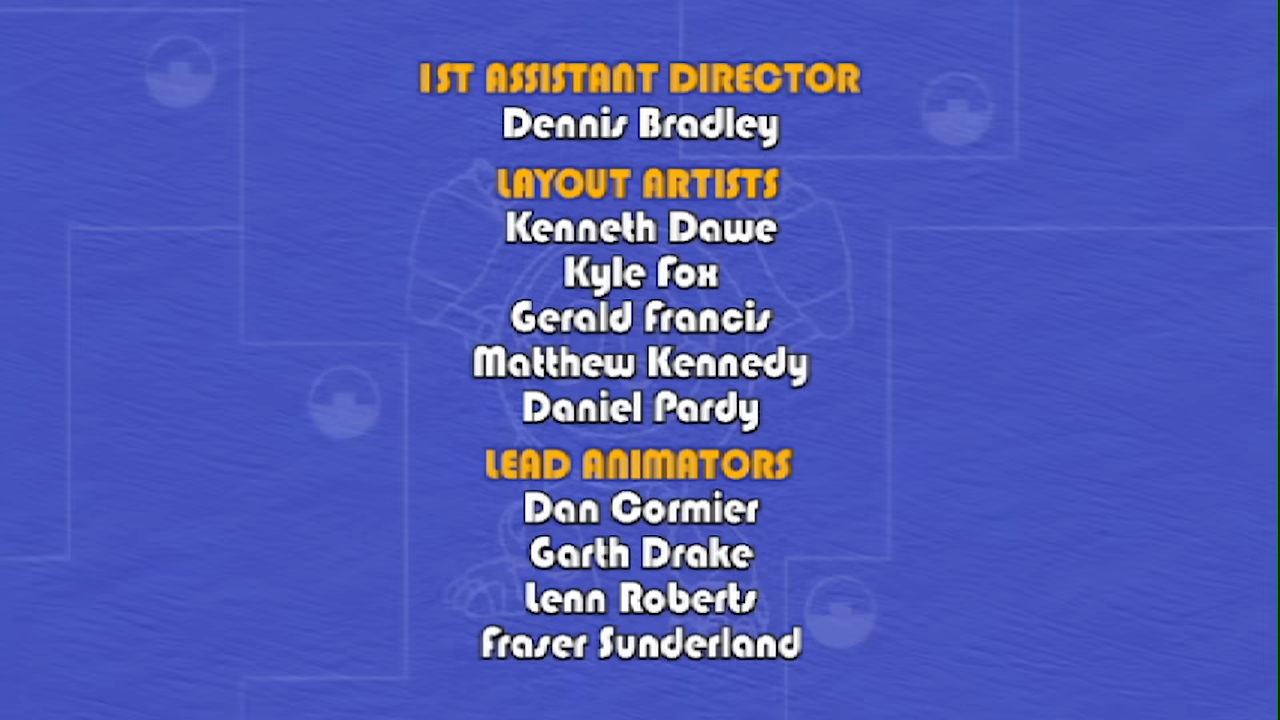 1ST ASSISTANT DIRECTOR
Dennis Bradley
LAYOUT ARTISTS
Kenneth Dawe
Kyle Fox
Gerald Francis
Matthew Kennedy
Daniel Pardy
LEAD ANIMATORS
Dan Cormier
Garth Drake
Lenn Roberts
Fraser Sunderland